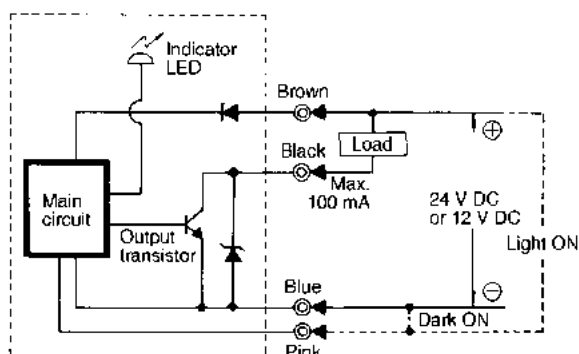 Indicator
LED
Brown
Load
Black
Max.
100 mA
Main
circuit
Output
transistor
24 V DC
or 12 V DC
Light ON
Blue
Dark ON
Pink